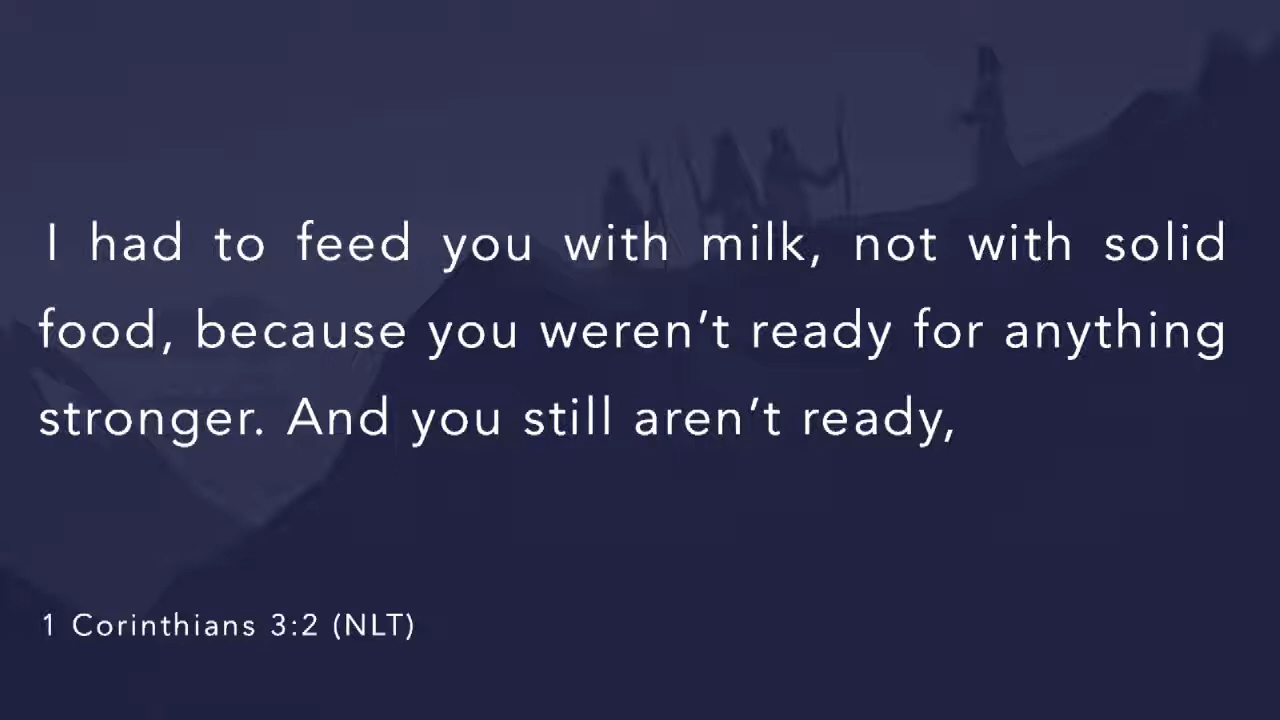 I had to feed you with milk, not with solid
food, because you weren’t ready for anything
stronger. And you still aren’t ready,
1 Corinthians 3:2 (NLT)